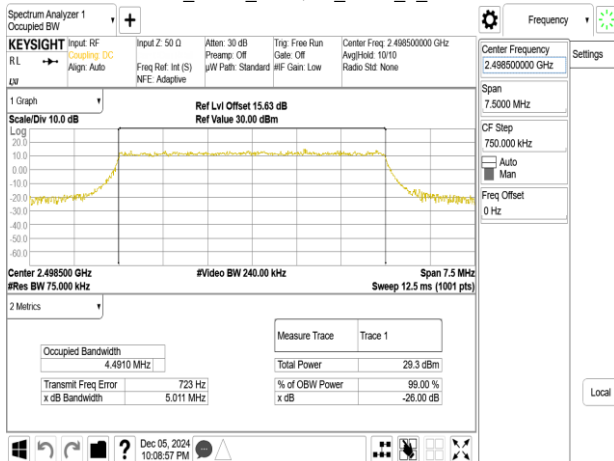 Spectrum Analyzer 1
Occupied BW
KEYSIGHT
RL
Input: RF
Coupling: DC
Align: Auto
Input Z: 50 Ω
Freq Ref: Int (S)
NFE: Adaptive
Atten: 30 dB
Preamp: Off
µW Path: Standard
Trig: Free Run
Gate: Off
#IF Gain: Low
Center Freq: 2.498500000 GHz
Avg|Hold: 10/10
Radio Std: None
1 Graph
Scale/Div 10.0 dB
Ref Lvl Offset 15.63 dB
Ref Value 30.00 dBm
Log
20.0
10.0
0.00
-10.0
-20.0
-30.0
-40.0
-50.0
-60.0
Center 2.498500 GHz
#Res BW 75.000 kHz
#Video BW 240.00 kHz
Span 7.5 MHz
Sweep 12.5 ms (1001 pts)
2 Metrics
Occupied Bandwidth
4.4910 MHz
Transmit Freq Error 723 Hz
x dB Bandwidth 5.011 MHz
Measure Trace Trace 1
Total Power 29.3 dBm
% of OBW Power 99.00 %
x dB -26.00 dB
Dec 05, 2024
10:08:57 PM
Frequency
Center Frequency
2.498500000 GHz
Span
7.5000 MHz
CF Step
750.000 kHz
Auto
Man
Freq Offset
0 Hz
Settings
Local